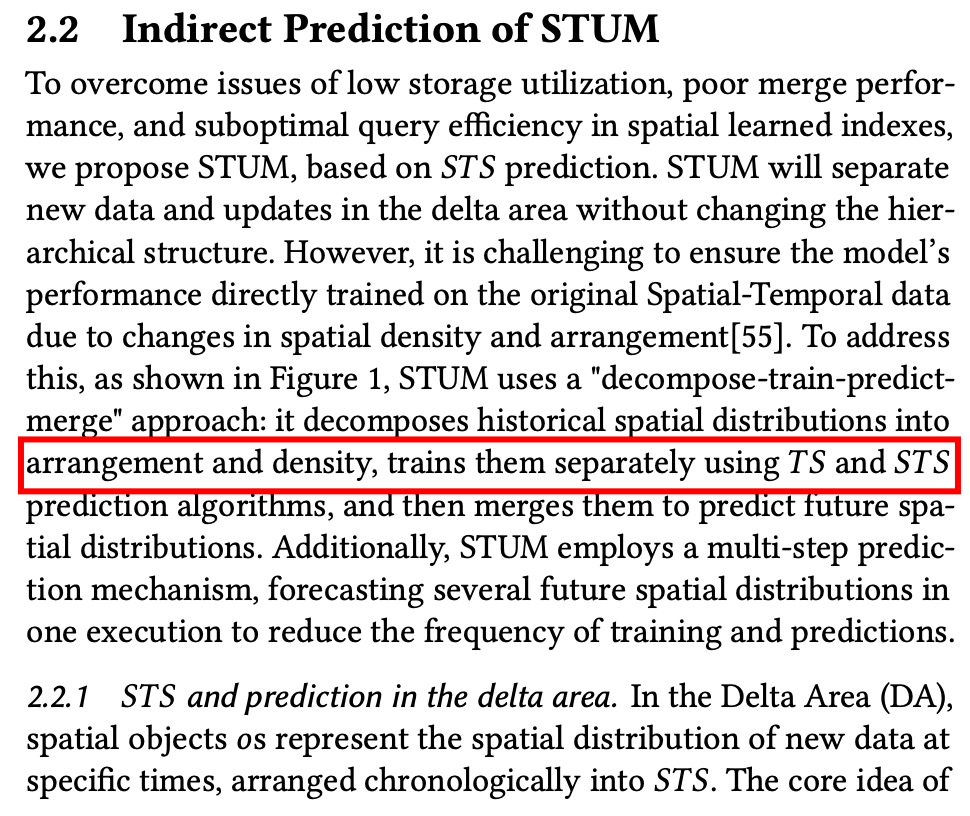 2.2 Indirect Prediction of STUM
To overcome issues of low storage utilization, poor merge perfor-
mance, and suboptimal query efficiency in spatial learned indexes,
we propose STUM, based on STS prediction. STUM will separate
new data and updates in the delta area without changing the hier-
archical structure. However, it is challenging to ensure the model's
performance directly trained on the original Spatial-Temporal data
due to changes in spatial density and arrangement[55]. To address
this, as shown in Figure 1, STUM uses a "decompose-train-predict-
merge" approach: it decomposes historical spatial distributions into
arrangement and density, trains them separately using TS and STS
prediction algorithms, and then merges them to predict future spa-
tial distributions. Additionally, STUM employs a multi-step predic-
tion mechanism, forecasting several future spatial distributions in
one execution to reduce the frequency of training and predictions.
2.2.1 STS and prediction in the delta area. In the Delta Area (DA),
spatial objects os represent the spatial distribution of new data at
specific times, arranged chronologically into STS. The core idea of